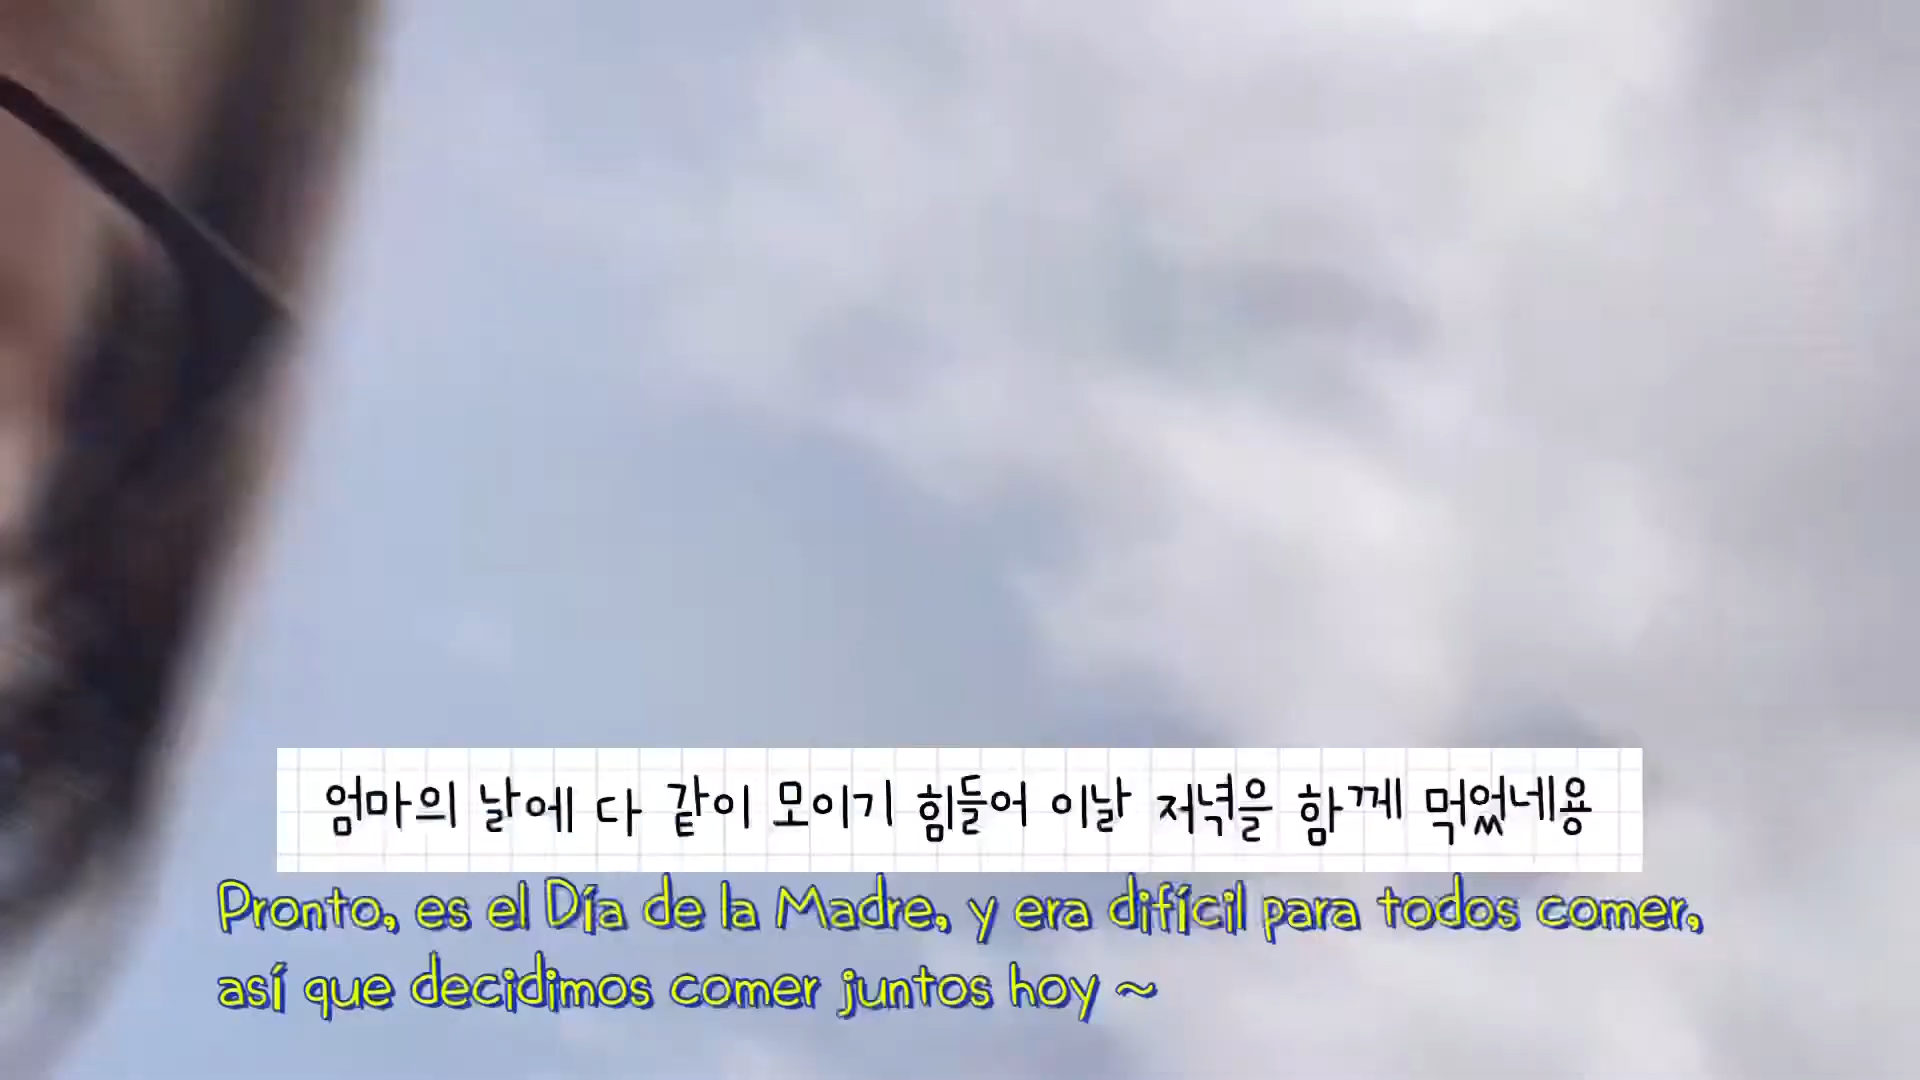 엄마의 날에 다 같이 모이기 힘들어 이날 저녁을 함께 먹었네용
Pronto, es el Día de la Madre, y era difícil para todos comer,
así que decidimos comer juntos hoy ~